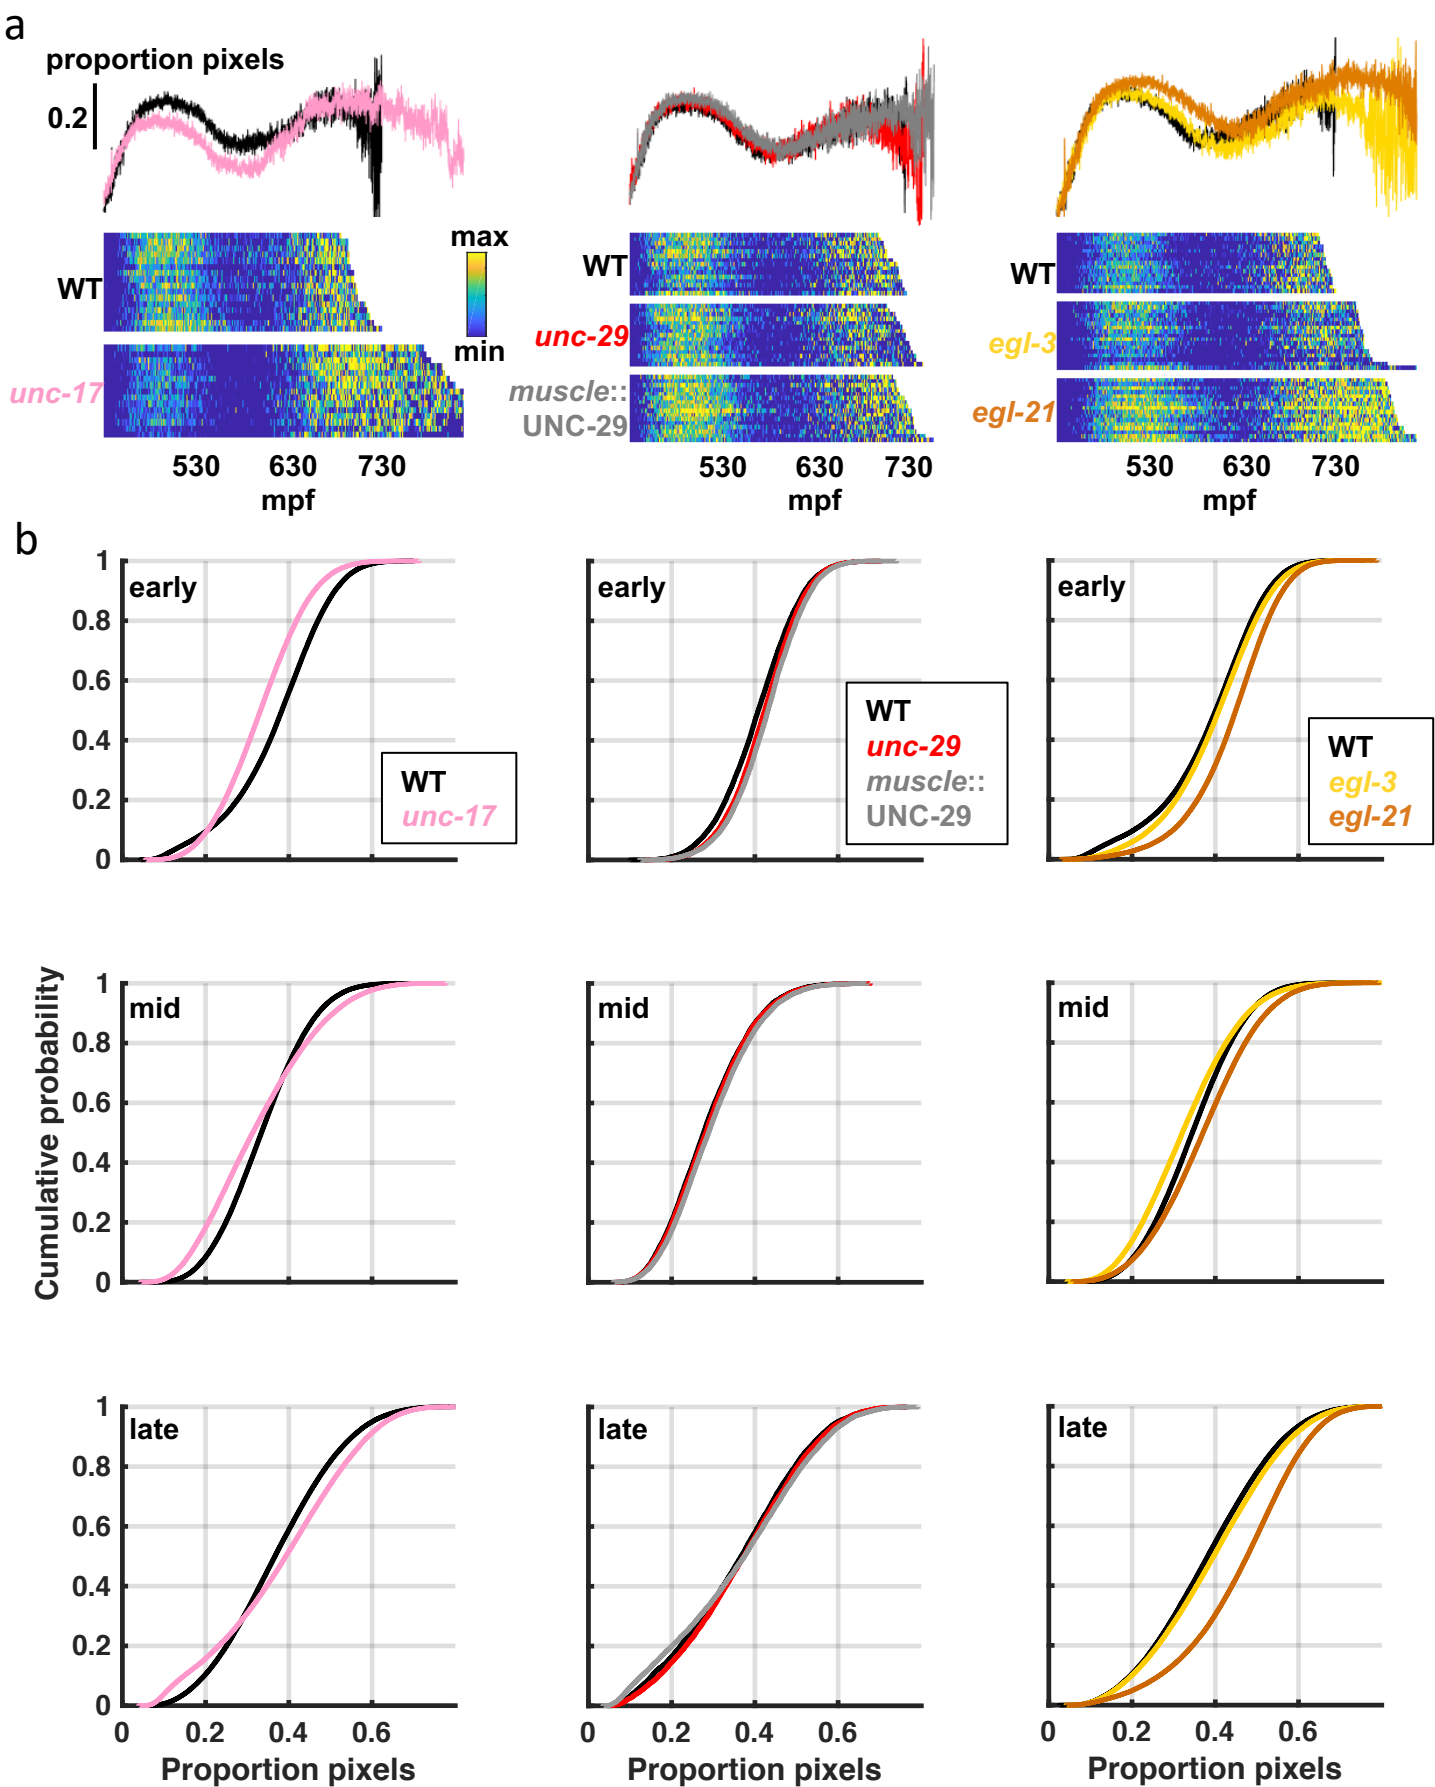 a
proportion pixels
0.2
WT
unc-17
max
min
530 630 730
mpf
WT
unc-29
muscle::
UNC-29
530 630 730
mpf
WT
egl-3
egl-21
530 630 730
mpf
b
Cumulative probability
early
1
0.8
0.6
0.4
0.2
0
WT
unc-17
early
WT
unc-29
muscle::
UNC-29
early
WT
egl-3
egl-21
mid
1
0.8
0.6
0.4
0.2
0
mid
mid
late
1
0.8
0.6
0.4
0.2
0
0 0.2 0.4 0.6
Proportion pixels
late
0 0.2 0.4 0.6
Proportion pixels
late
0 0.2 0.4 0.6
Proportion pixels